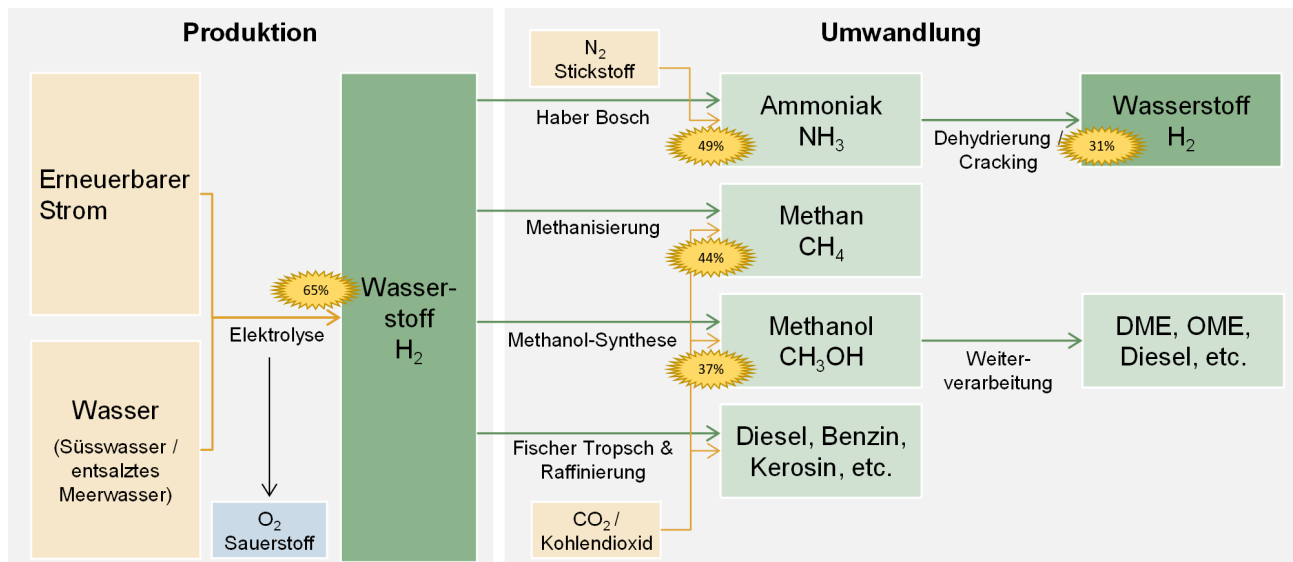 Produktion
Erneuerbarer
Strom
Wasser
(Süsswasser /
entsalztes
Meerwasser)
65%
Elektrolyse
O₂
Sauerstoff
Wasser-
stoff
H₂
Umwandlung
N₂
Stickstoff
Haber Bosch
49%
Ammoniak
NH₃
Dehydrierung /
Cracking
31%
Wasserstoff
H₂
Methanisierung
44%
Methan
CH₄
Methanol-Synthese
37%
Methanol
CH₃OH
Weiter-
verarbeitung
DME, OME,
Diesel, etc.
Fischer Tropsch &
Raffinierung
Diesel, Benzin,
Kerosin, etc.
CO₂ /
Kohlendioxid